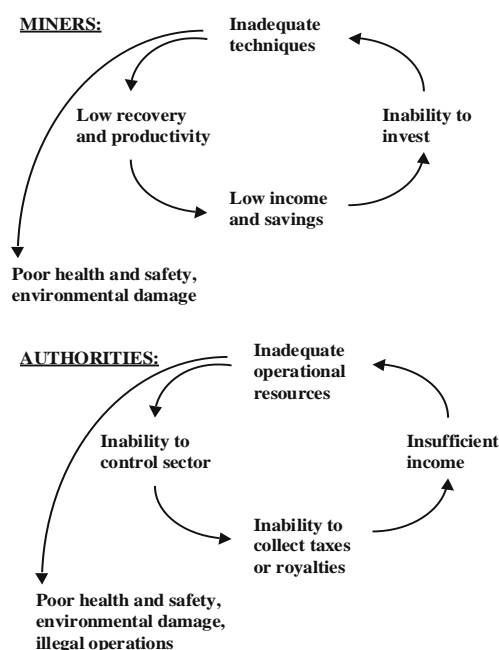 MINERS:
Inadequate
techniques
Low recovery
and productivity
Inability to
invest
Low income
and savings
Poor health and safety,
environmental damage
AUTHORITIES:
Inadequate
operational
resources
Inability to
control sector
Insufficient
income
Inability to
collect taxes
or royalties
Poor health and safety,
environmental damage,
illegal operations